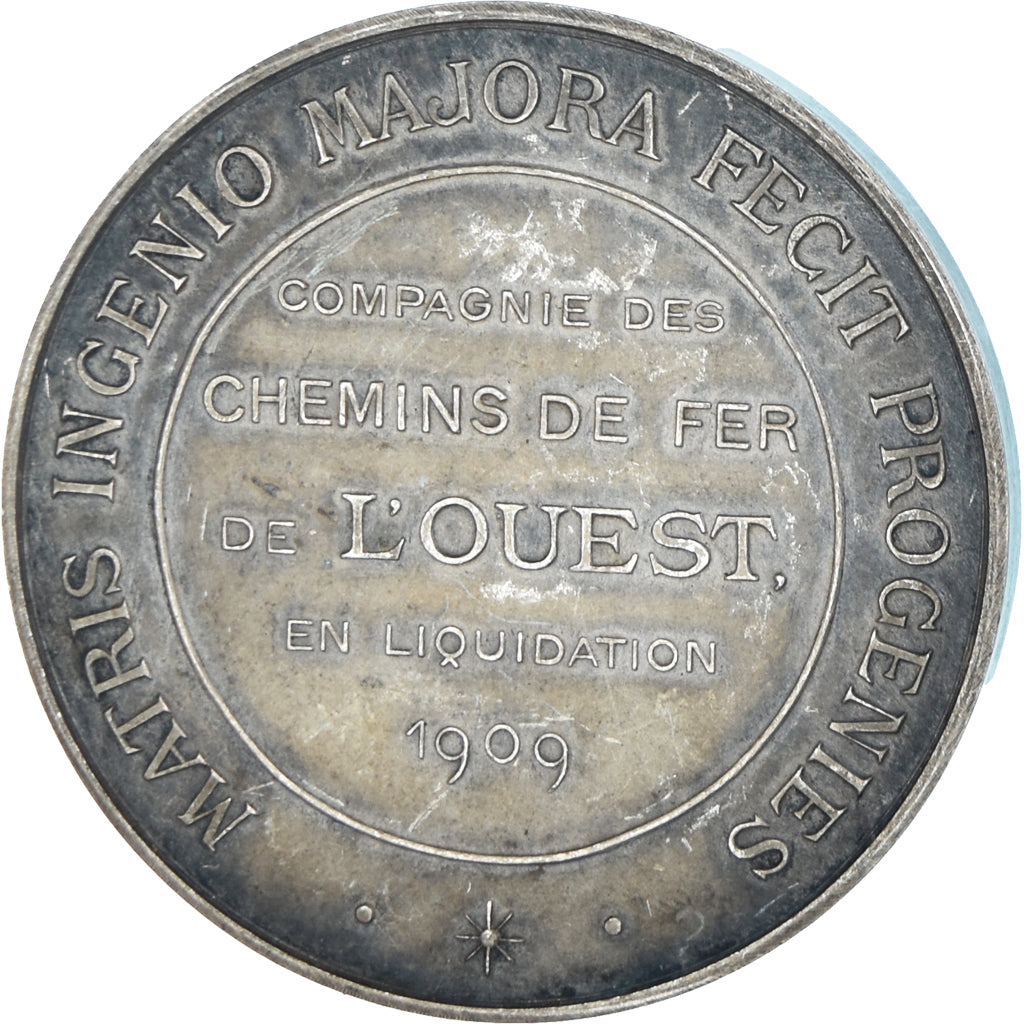 MATRIS INGENIO MAJORA FECIT PROGENIES
COMPAGNIE DES
CHEMINS DE FER
DE L'OUEST,
EN LIQUIDATION
1909